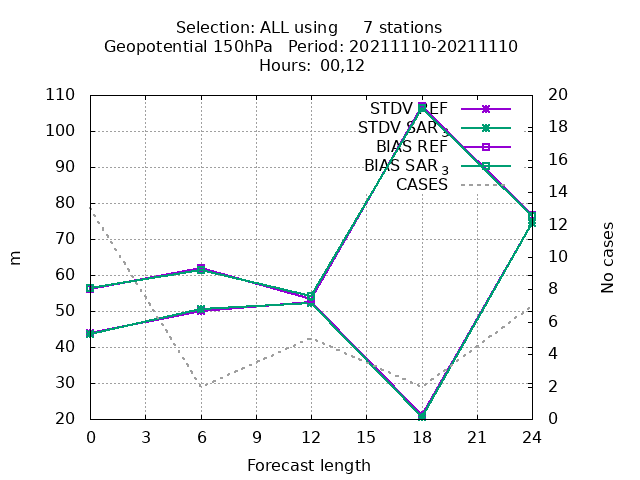 Selection: ALL using 7 stations
Geopotential 150hPa Period: 20211110-20211110
Hours: 00,12
110
100
90
80
70
60
50
40
30
20
m
STDV REF
STDV SAR 3
BIAS REF
BIAS SAR 3
CASES
20
18
16
14
12
10
8
6
4
2
0
No cases
0 3 6 9 12 15 18 21 24
Forecast length